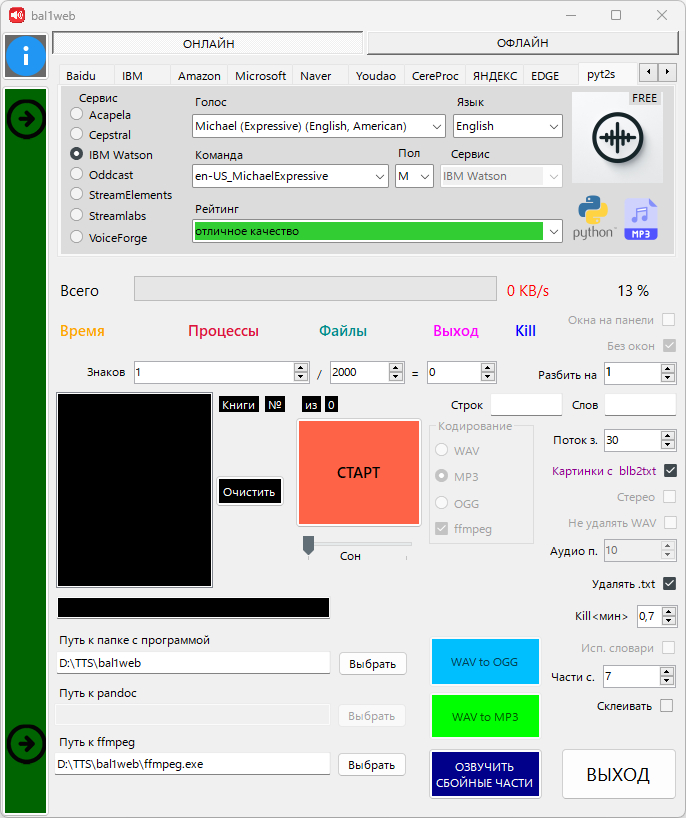 bal1web
ОНЛАЙН
ОФЛАЙН
Baidu
IBM
Amazon
Microsoft
Naver
Youdao
CereProc
ЯНДЕКС
EDGE
pyt2s
Сервис
Acapela
Cepstral
IBM Watson
Oddcast
StreamElements
Streamlabs
VoiceForge
Голос
Язык
Michael (Expressive) (English, American)
English
Команда
Пол
Сервис
en-US_MichaelExpressive
М
IBM Watson
Рейтинг
отличное качество
FREE
python
MP3
Всего
0 KB/s
13 %
Время
Процессы
Файлы
Выход
Kill
Окна на панели
Без окон
Знаков
1
/
2000
=
0
Разбить на
1
Книги
№
из
0
Строк
Слов
Очистить
СТАРТ
Сон
Кодирование
WAV
MP3
OGG
ffmpeg
Поток з.
30
Картинки с blb2txt
Стерео
Не удалять WAV
Аудио п.
10
Удалять .txt
Kill<мин>
0,7
Исп. словари
Части с.
7
Склеивать
Путь к папке с программой
D:\TTS\bal1web
Выбрать
Путь к pandoc
Выбрать
Путь к ffmpeg
D:\TTS\bal1web\ffmpeg.exe
Выбрать
WAV to OGG
WAV to MP3
ОЗВУЧИТЬ
СБОЙНЫЕ ЧАСТИ
ВЫХОД